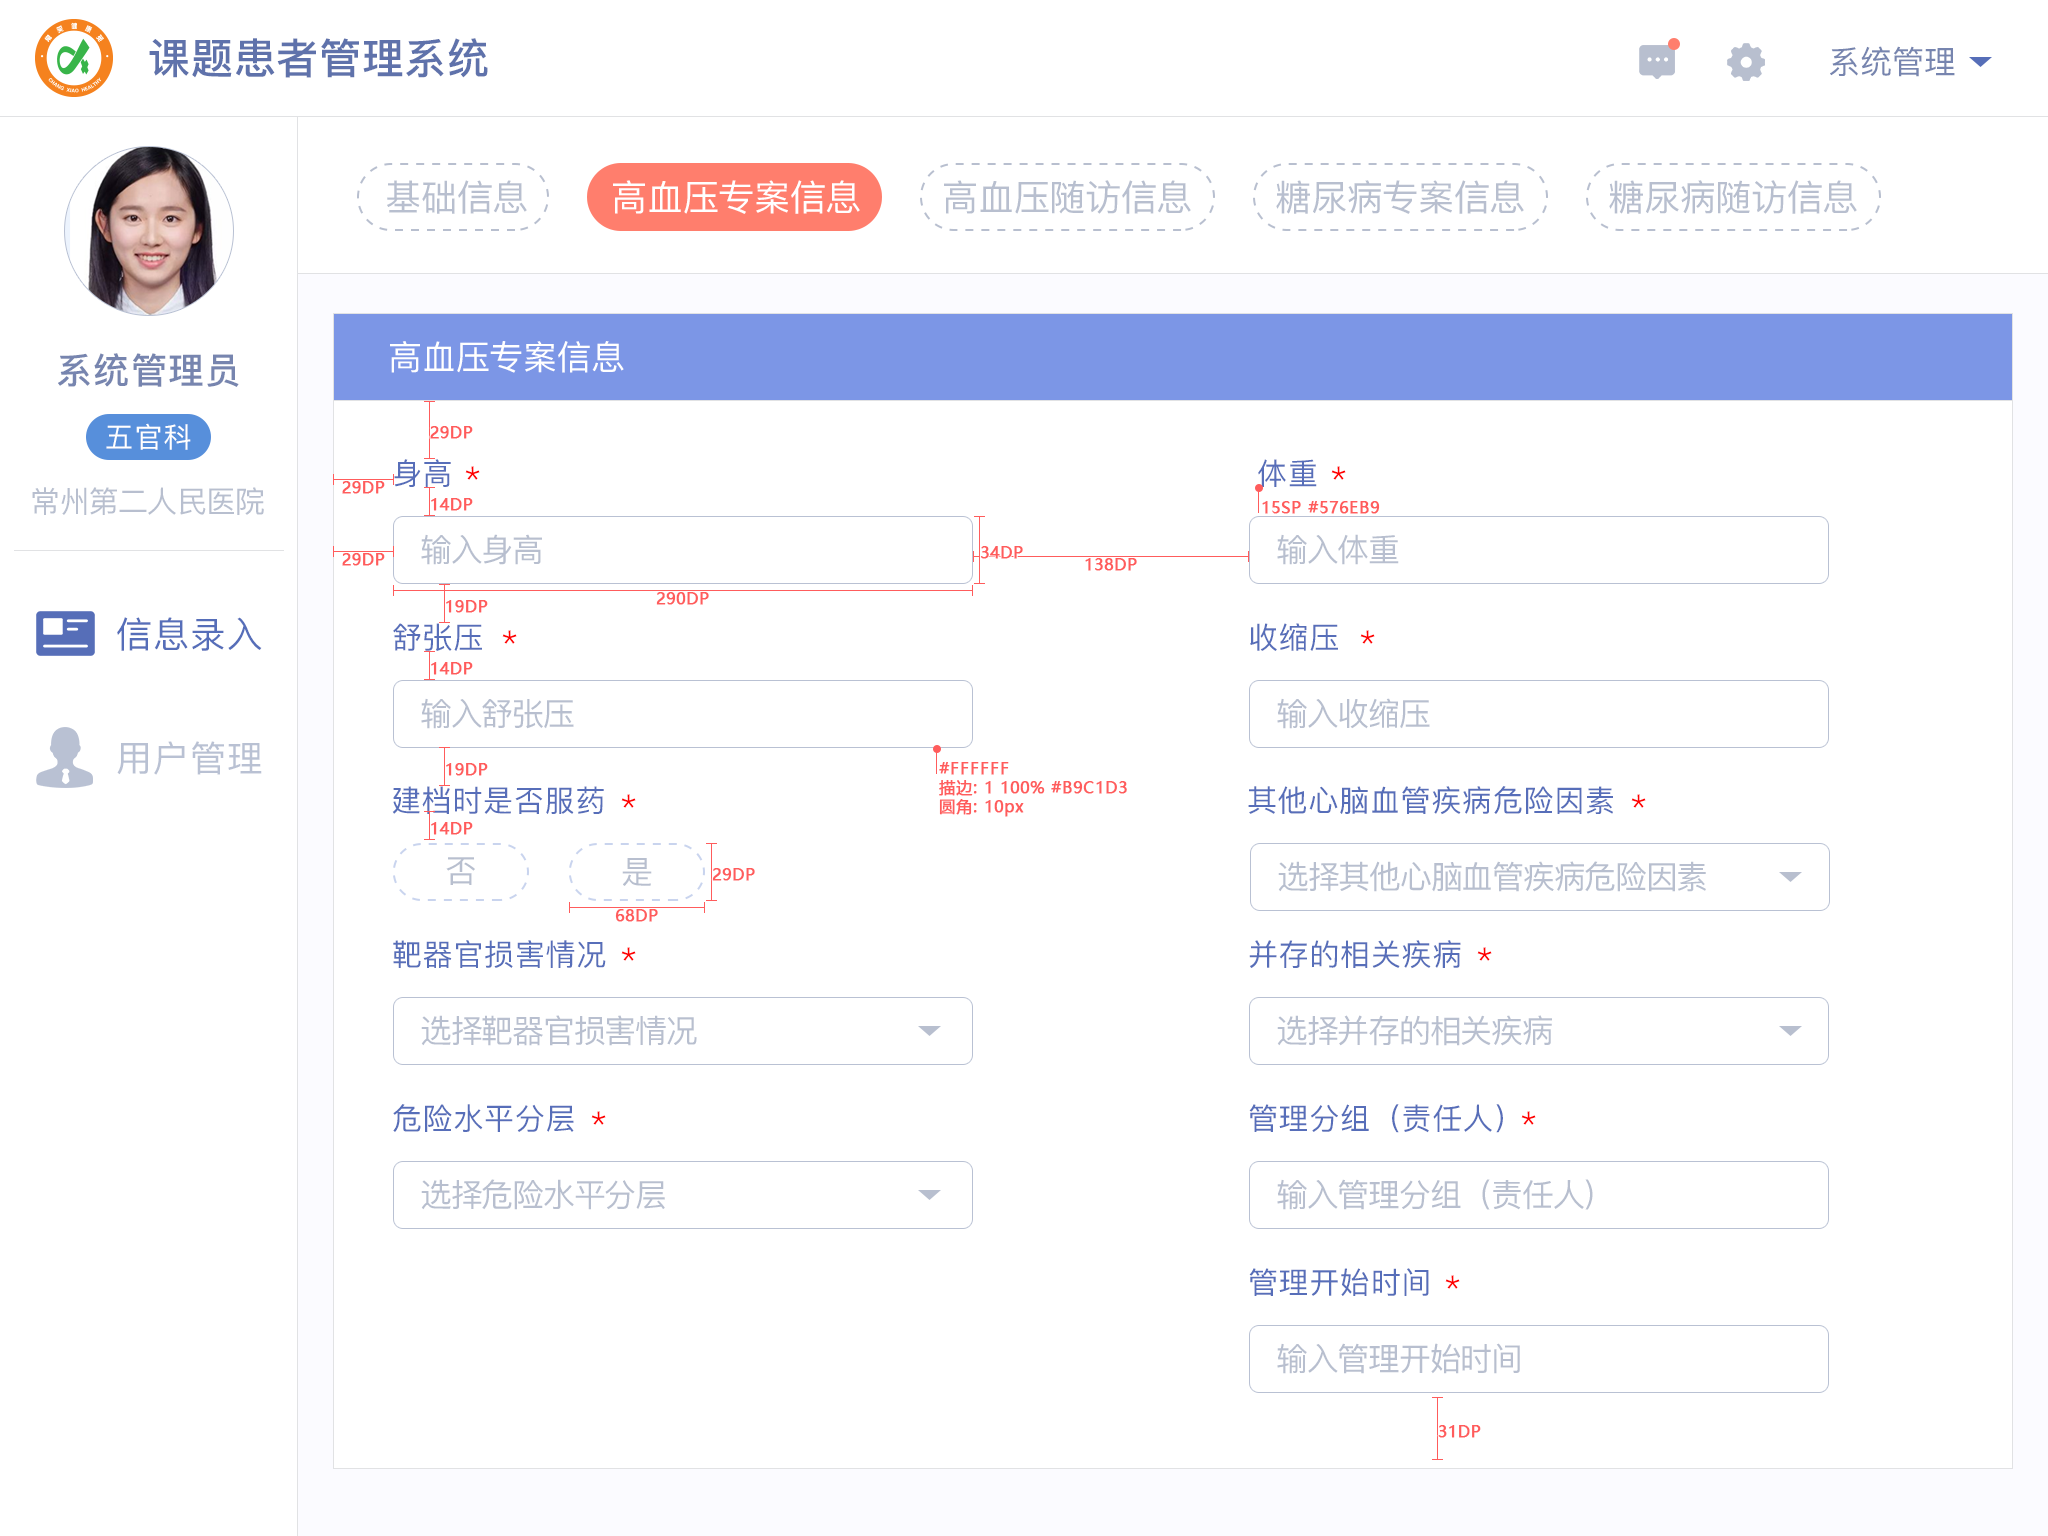 课题患者管理系统
系统管理
CHANG XIAO HEALTHY
基础信息
高血压专案信息
高血压随访信息
糖尿病专案信息
糖尿病随访信息
系统管理员
五官科
常州第二人民医院
信息录入
用户管理
高血压专案信息
29DP
身高 *
29DP
14DP
体重 *
15SP #576EB9
输入身高
29DP
34DP
138DP
输入体重
290DP
19DP
舒张压 *
14DP
收缩压 *
输入舒张压
输入收缩压
19DP
#FFFFFF
描边: 1 100% #B9C1D3
圆角: 10px
建档时是否服药 *
14DP
其他心脑血管疾病危险因素 *
否
是
29DP
68DP
选择其他心脑血管疾病危险因素
靶器官损害情况 *
并存的相关疾病 *
选择靶器官损害情况
选择并存的相关疾病
危险水平分层 *
管理分组（责任人）*
选择危险水平分层
输入管理分组（责任人）
管理开始时间 *
输入管理开始时间
31DP